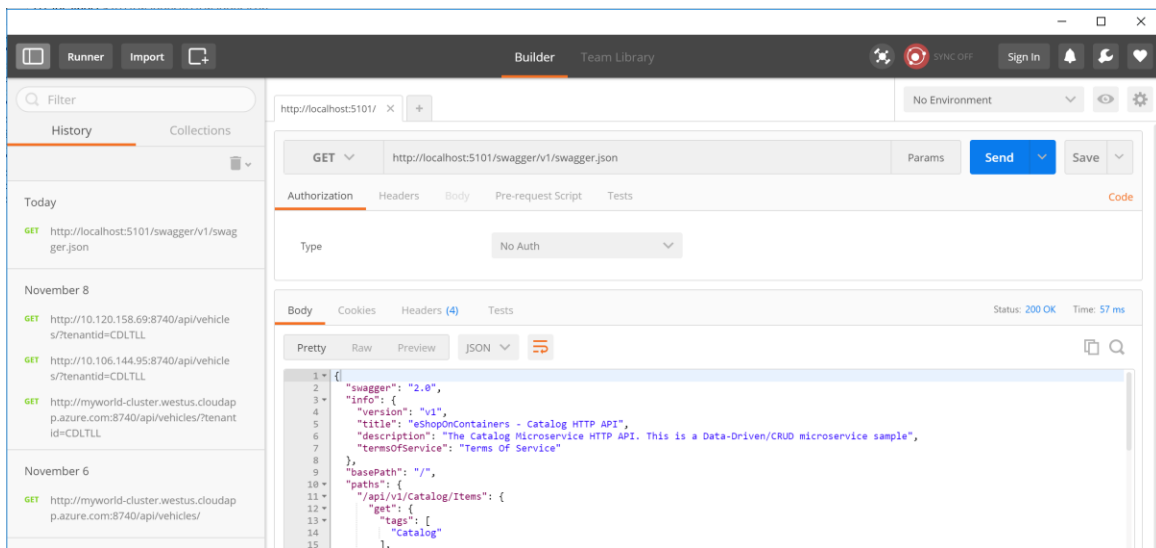 Runner Import Builder Team Library SYNC OFF Sign In
Filter
History Collections
Today
GET http://localhost:5101/swagger/v1/swag
ger.json
November 8
GET http://10.120.158.69:8740/api/vehicle
s/?tenantid=CDLTLL
GET http://10.106.144.95:8740/api/vehicle
s/?tenantid=CDLTLL
GET http://myworld-cluster.westus.cloudap
p.azure.com:8740/api/vehicles/?tenant
id=CDLTLL
November 6
GET http://myworld-cluster.westus.cloudap
p.azure.com:8740/api/vehicles/
http://localhost:5101/
No Environment
GET http://localhost:5101/swagger/v1/swagger.json Params Send Save
Authorization Headers Body Pre-request Script Tests Code
Type No Auth
Body Cookies Headers (4) Tests Status: 200 OK Time: 57 ms
Pretty Raw Preview JSON
1 {
2 "swagger": "2.0",
3 "info": {
4 "version": "v1",
5 "title": "eShopOnContainers - Catalog HTTP API",
6 "description": "The Catalog Microservice HTTP API. This is a Data-Driven/CRUD microservice sample",
7 "termsOfService": "Terms Of Service"
8 },
9 "basePath": "/",
10 "paths": {
11 "/api/v1/Catalog/Items": {
12 "get": {
13 "tags": [
14 "Catalog"
15 ],